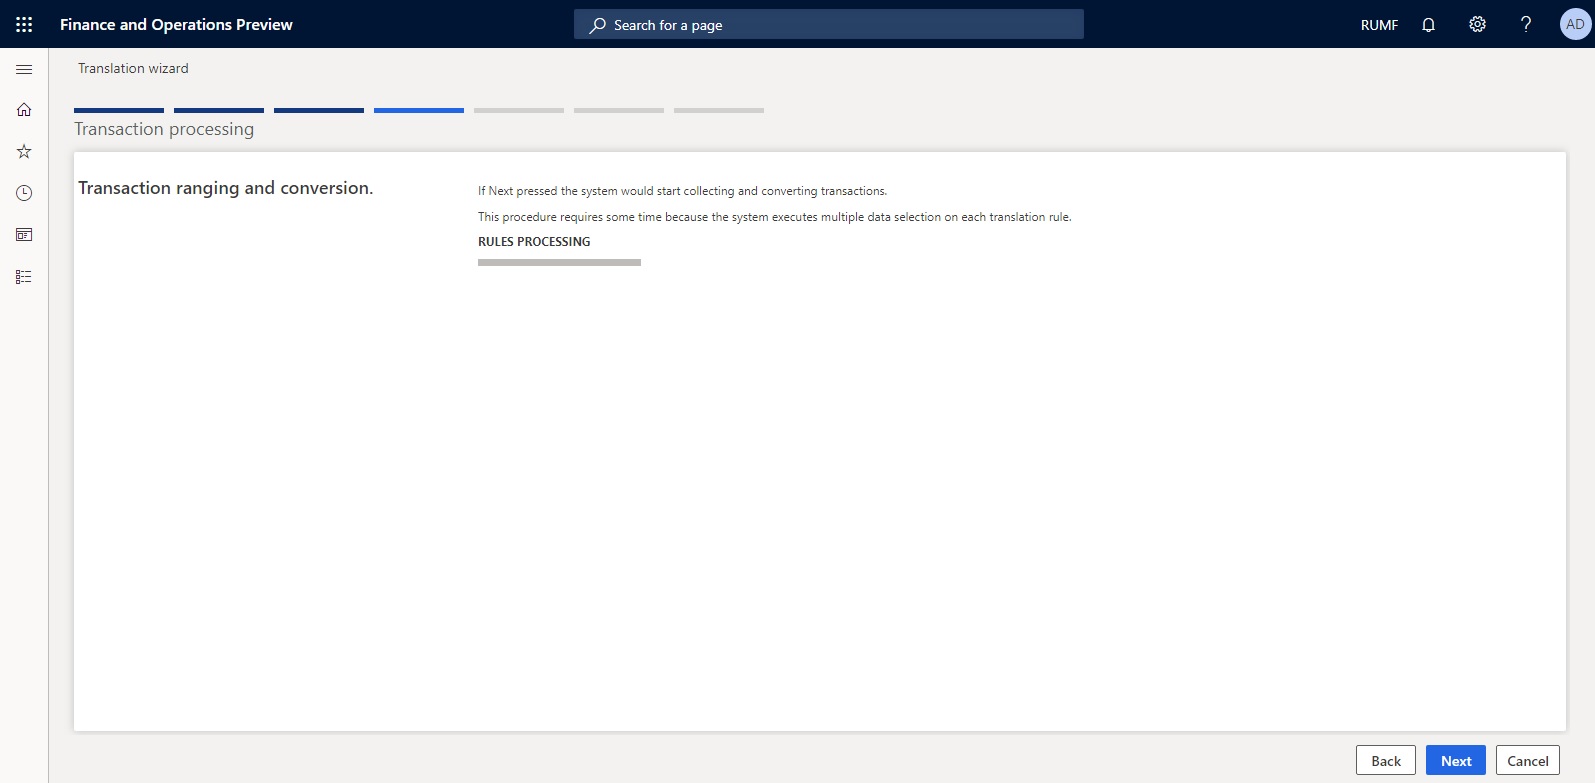 Finance and Operations Preview
Search for a page
RUMF
?
AD
Translation wizard
Transaction processing
Transaction ranging and conversion.
If Next pressed the system would start collecting and converting transactions.
This procedure requires some time because the system executes multiple data selection on each translation rule.
RULES PROCESSING
Back
Next
Cancel